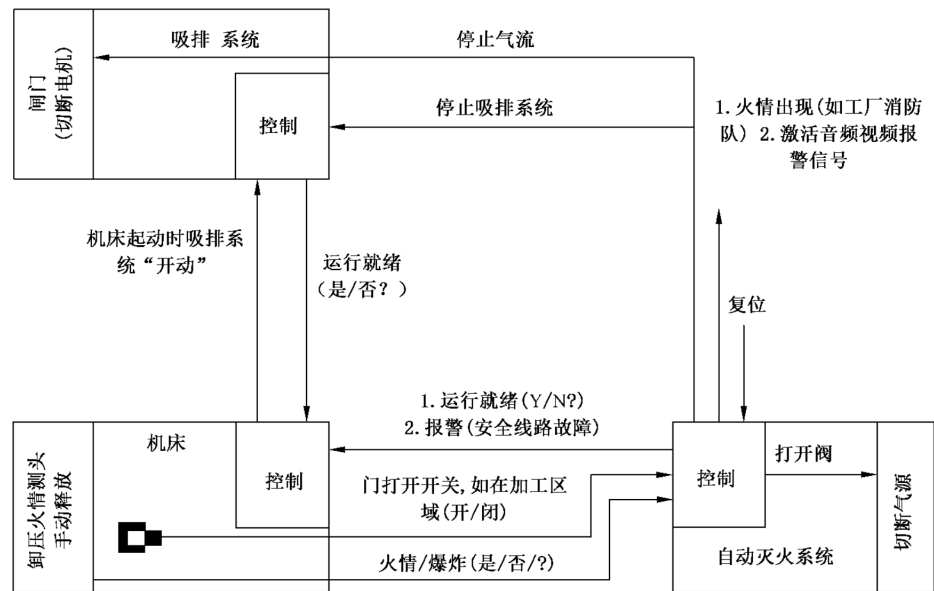 吸排 系统
停止气流
闸门
(切断电机)
控制
停止吸排系统
1.火情出现(如工厂消防
队) 2.激活音频视频报
警信号
机床起动时吸排系
统“开动”
运行就绪
(是/否?)
复位
1.运行就绪(Y/N?)
2.报警(安全线路故障)
卸压火情测头
手动释放
机床
控制
门打开开关,如在加工区
域(开/闭)
火情/爆炸(是/否/?)
控制
打开阀
自动灭火系统
切断气源